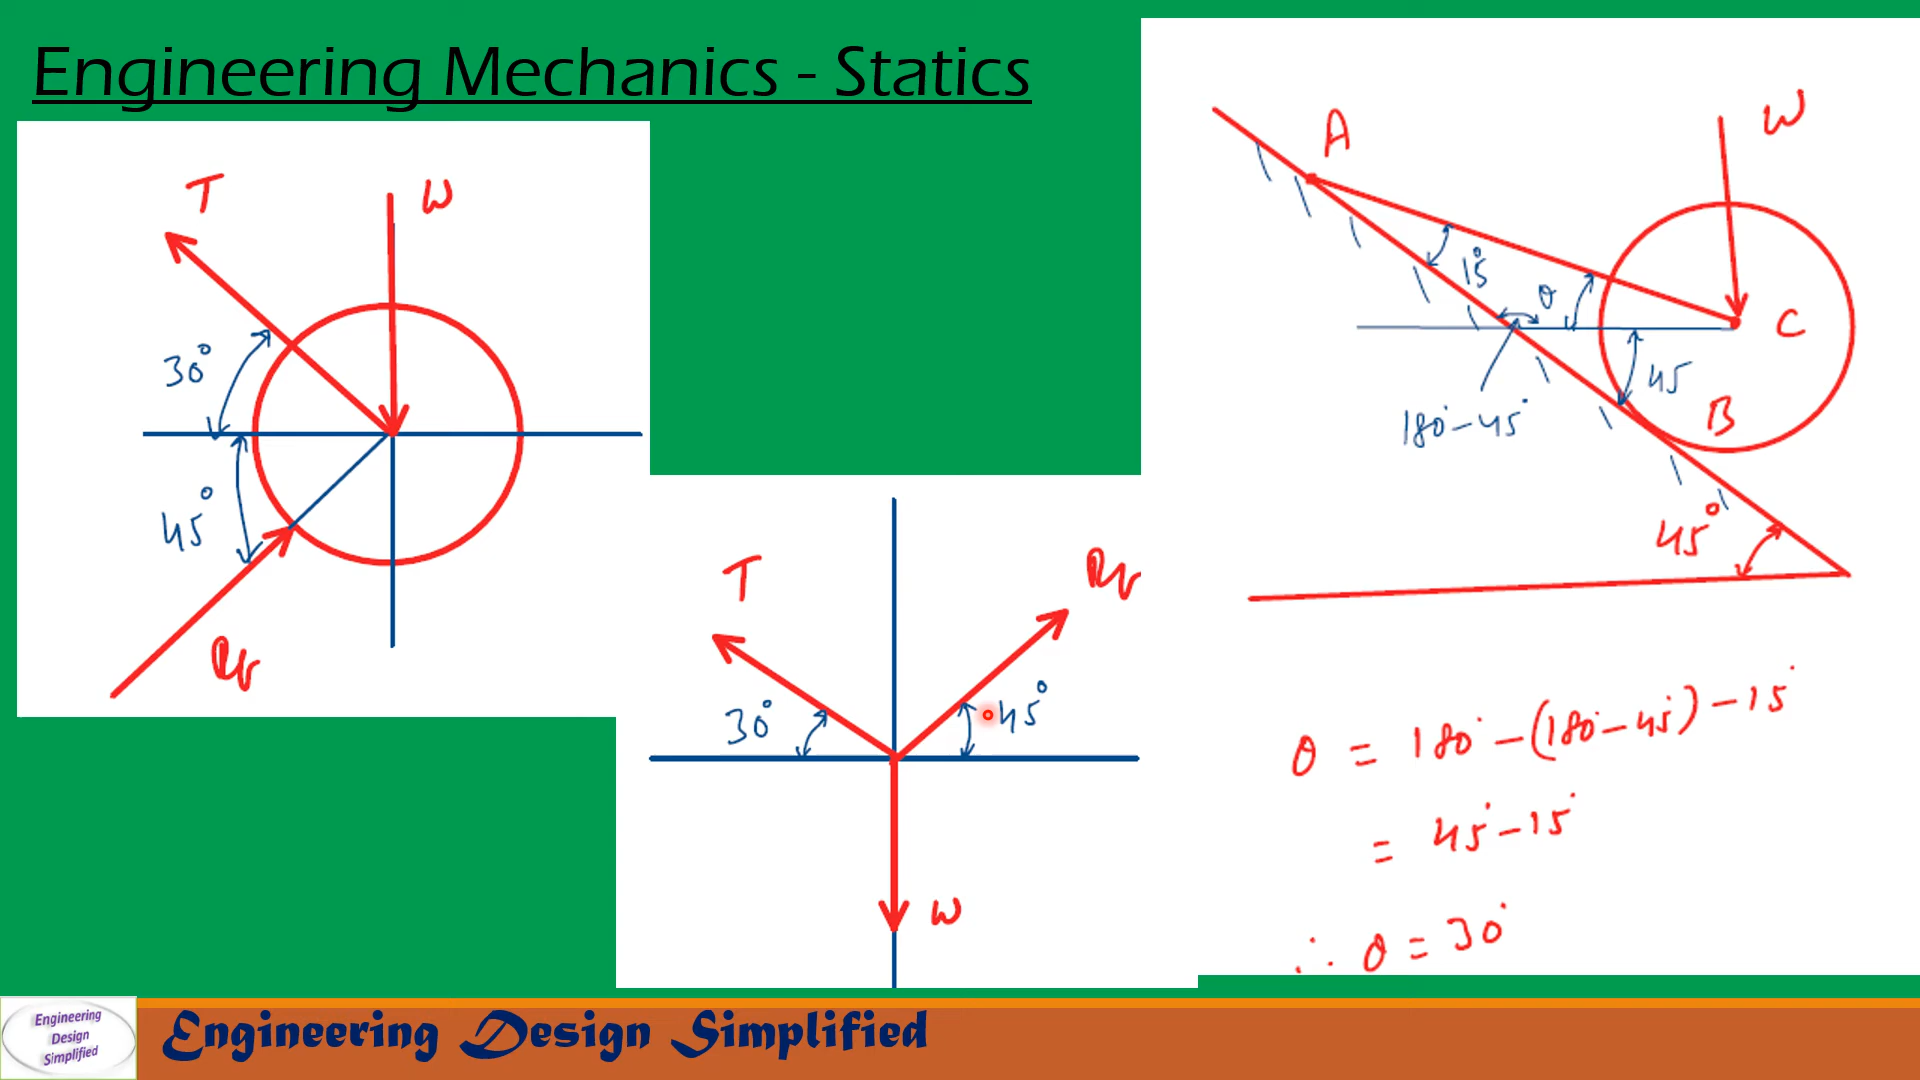 Engineering Mechanics - Statics
T
W
30°
45°
T
30°
45°
W
A
W
15°
θ
C
45
B
180°-45°
45°
θ = 180° - (180° - 45°) - 15°
= 45° - 15°
∴ θ = 30°
Engineering
Design
Simplified
Engineering Design Simplified